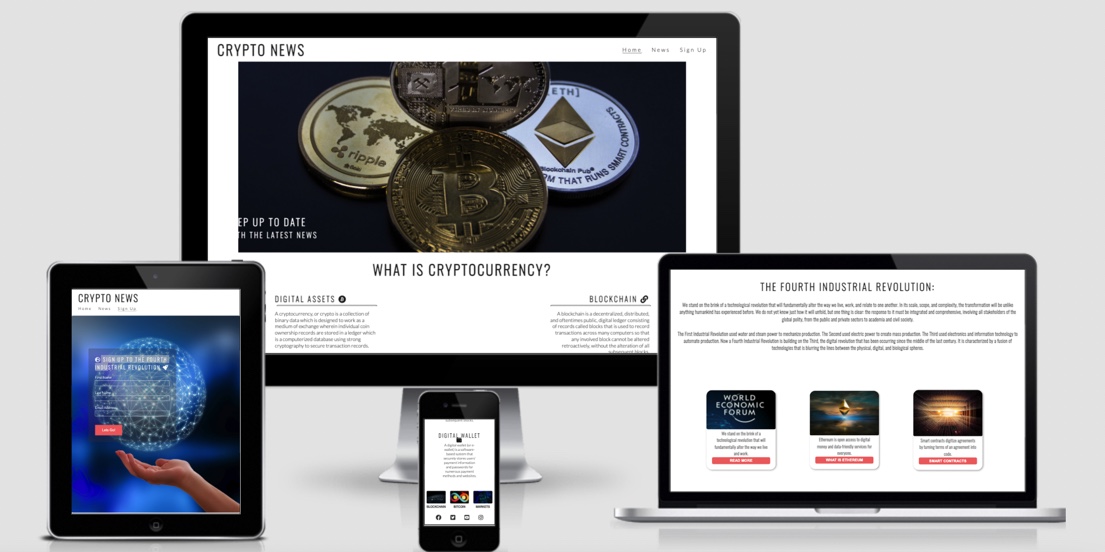 CRYPTO NEWS
Home News Sign Up
ripple
[ETH]
Blockchain Pub
M THAT RUNS SMART CONTRACTS
EP UP TO DATE
TH THE LATEST NEWS
WHAT IS CRYPTOCURRENCY?
DIGITAL ASSETS
A cryptocurrency, or crypto is a collection of
binary data which is designed to work as a
medium of exchange wherein individual coin
ownership records are stored in a ledger which
is a computerized database using strong
cryptography to secure transaction records.
BLOCKCHAIN
A blockchain is a decentralized, distributed,
and oftentimes public, digital ledger consisting
of records called blocks that is used to record
transactions across many computers so that
any involved block cannot be altered
retroactively, without the alteration of all
subsequent blocks.
CRYPTO NEWS
Home News Sign Up
SIGN UP TO THE FOURTH
INDUSTRIAL REVOLUTION
Let's Go!
DIGITAL WALLET
A digital wallet (or e-
wallet) is a software-
based system that
securely stores users'
payment information
and passwords for
numerous payment
methods and websites.
BLOCKCHAIN BITCOIN MARKETS
THE FOURTH INDUSTRIAL REVOLUTION:
We stand on the brink of a technological revolution that will fundamentally alter the way we live, work, and relate to one another. In its scale, scope, and complexity, the transformation will be unlike
anything humankind has experienced before. We do not yet know just how it will unfold, but one thing is clear: the response to it must be integrated and comprehensive, involving all stakeholders of the
global polity, from the public and private sectors to academia and civil society.
The First Industrial Revolution used water and steam power to mechanize production. The Second used electric power to create mass production. The Third used electronics and information technology to
automate production. Now a Fourth Industrial Revolution is building on the Third, the digital revolution that has been occurring since the middle of the last century. It is characterized by a fusion of
technologies that is blurring the lines between the physical, digital, and biological spheres.
WORLD
ECONOMIC
FORUM
We stand on the brink of a
technological revolution that will
fundamentally alter the way we live
and work.
READ MORE
Ethereum is open access to digital
money and data-friendly services for
everyone.
WHAT IS ETHEREUM
Smart contracts digitize agreements
by turning terms of an agreement into
code.
SMART CONTRACTS